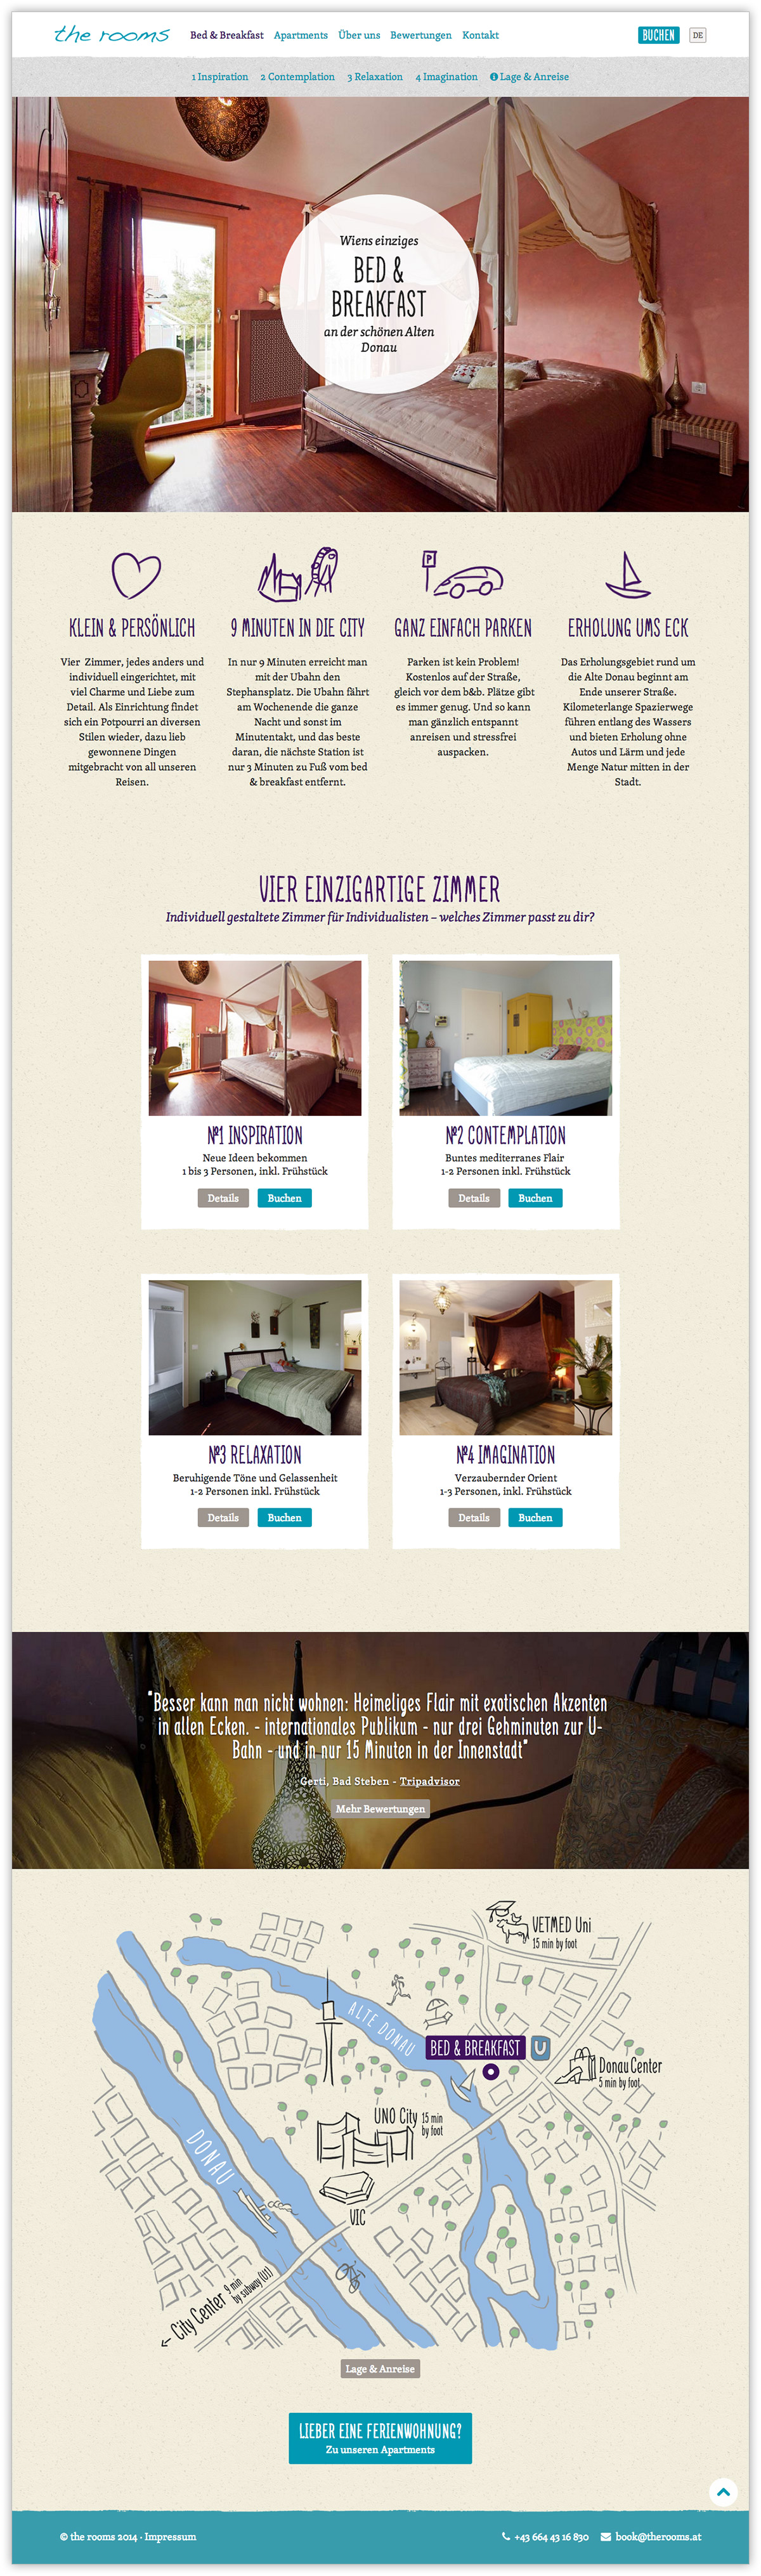 the rooms
Bed & Breakfast Apartments Über uns Bewertungen Kontakt
BUCHEN DE
1 Inspiration 2 Contemplation 3 Relaxation 4 Imagination Lage & Anreise
Wiens einziges
BED &
BREAKFAST
an der schönen Alten
Donau
KLEIN & PERSÖNLICH
Vier Zimmer, jedes anders und
individuell eingerichtet, mit
viel Charme und Liebe zum
Detail. Als Einrichtung findet
sich ein Potpourri an diversen
Stilen wieder, dazu lieb
gewonnene Dingen
mitgebracht von all unseren
Reisen.
9 MINUTEN IN DIE CITY
In nur 9 Minuten erreicht man
mit der Ubahn den
Stephansplatz. Die Ubahn fährt
am Wochenende die ganze
Nacht und sonst im
Minutentakt, und das beste
daran, die nächste Station ist
nur 3 Minuten zu Fuß vom bed
& breakfast entfernt.
GANZ EINFACH PARKEN
Parken ist kein Problem!
Kostenlos auf der Straße,
gleich vor dem b&b. Plätze gibt
es immer genug. Und so kann
man gänzlich entspannt
anreisen und stressfrei
auspacken.
ERHOLUNG UMS ECK
Das Erholungsgebiet rund um
die Alte Donau beginnt am
Ende unserer Straße.
Kilometerlange Spazierwege
führen entlang des Wassers
und bieten Erholung ohne
Autos und Lärm und jede
Menge Natur mitten in der
Stadt.
P
VIER EINZIGARTIGE ZIMMER
Individuell gestaltete Zimmer für Individualisten – welches Zimmer passt zu dir?
№1 INSPIRATION
Neue Ideen bekommen
1 bis 3 Personen, inkl. Frühstück
Details Buchen
№2 CONTEMPLATION
Buntes mediterranes Flair
1-2 Personen inkl. Frühstück
Details Buchen
№3 RELAXATION
Beruhigende Töne und Gelassenheit
1-2 Personen inkl. Frühstück
Details Buchen
№4 IMAGINATION
Verzaubernder Orient
1-3 Personen, inkl. Frühstück
Details Buchen
"Besser kann man nicht wohnen: Heimeliges Flair mit exotischen Akzenten
in allen Ecken. - internationales Publikum - nur drei Gehminuten zur U-
Bahn - und in nur 15 Minuten in der Innenstadt"
Gerti, Bad Steben - Tripadvisor
Mehr Bewertungen
VETMED Uni
15 min by foot
ALTE DONAU
BED & BREAKFAST U
Donau Center
5 min by foot
UNO City 15 min
by foot
DONAU
VIC
City Center 9 min
by subway (U1)
Lage & Anreise
LIEBER EINE FERIENWOHNUNG?
Zu unseren Apartments
© the rooms 2014 · Impressum
+43 664 43 16 830 book@therooms.at